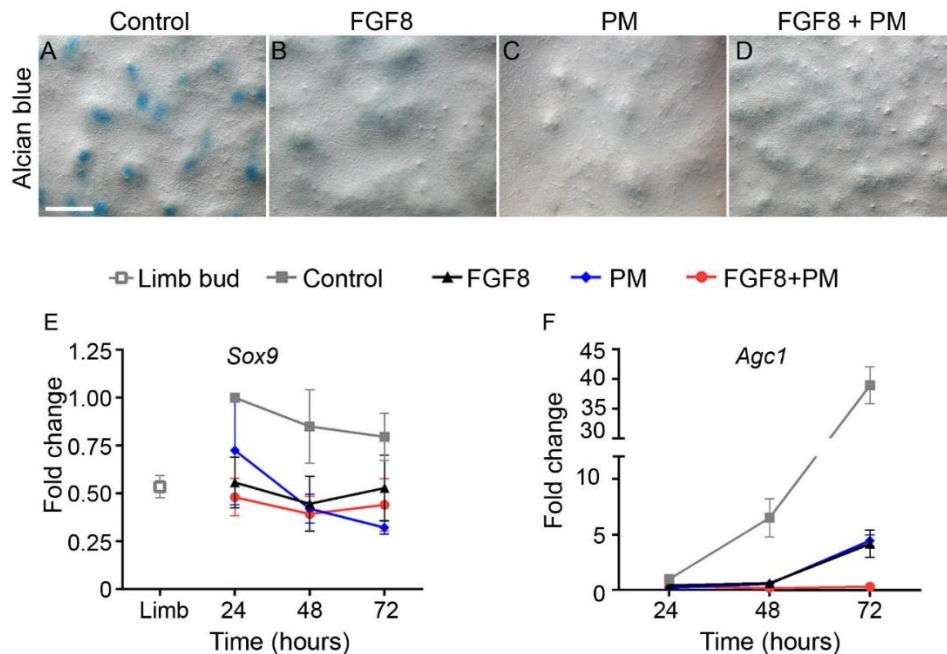 Control FGF8 PM FGF8 + PM
Alcian blue
A B C D
Limb bud Control FGF8 PM FGF8+PM
E
Sox9
Fold change
1.25
1.00
0.75
0.50
0.25
0
Limb 24 48 72
Time (hours)
F
Agc1
Fold change
45
40
35
30
10
5
0
24 48 72
Time (hours)